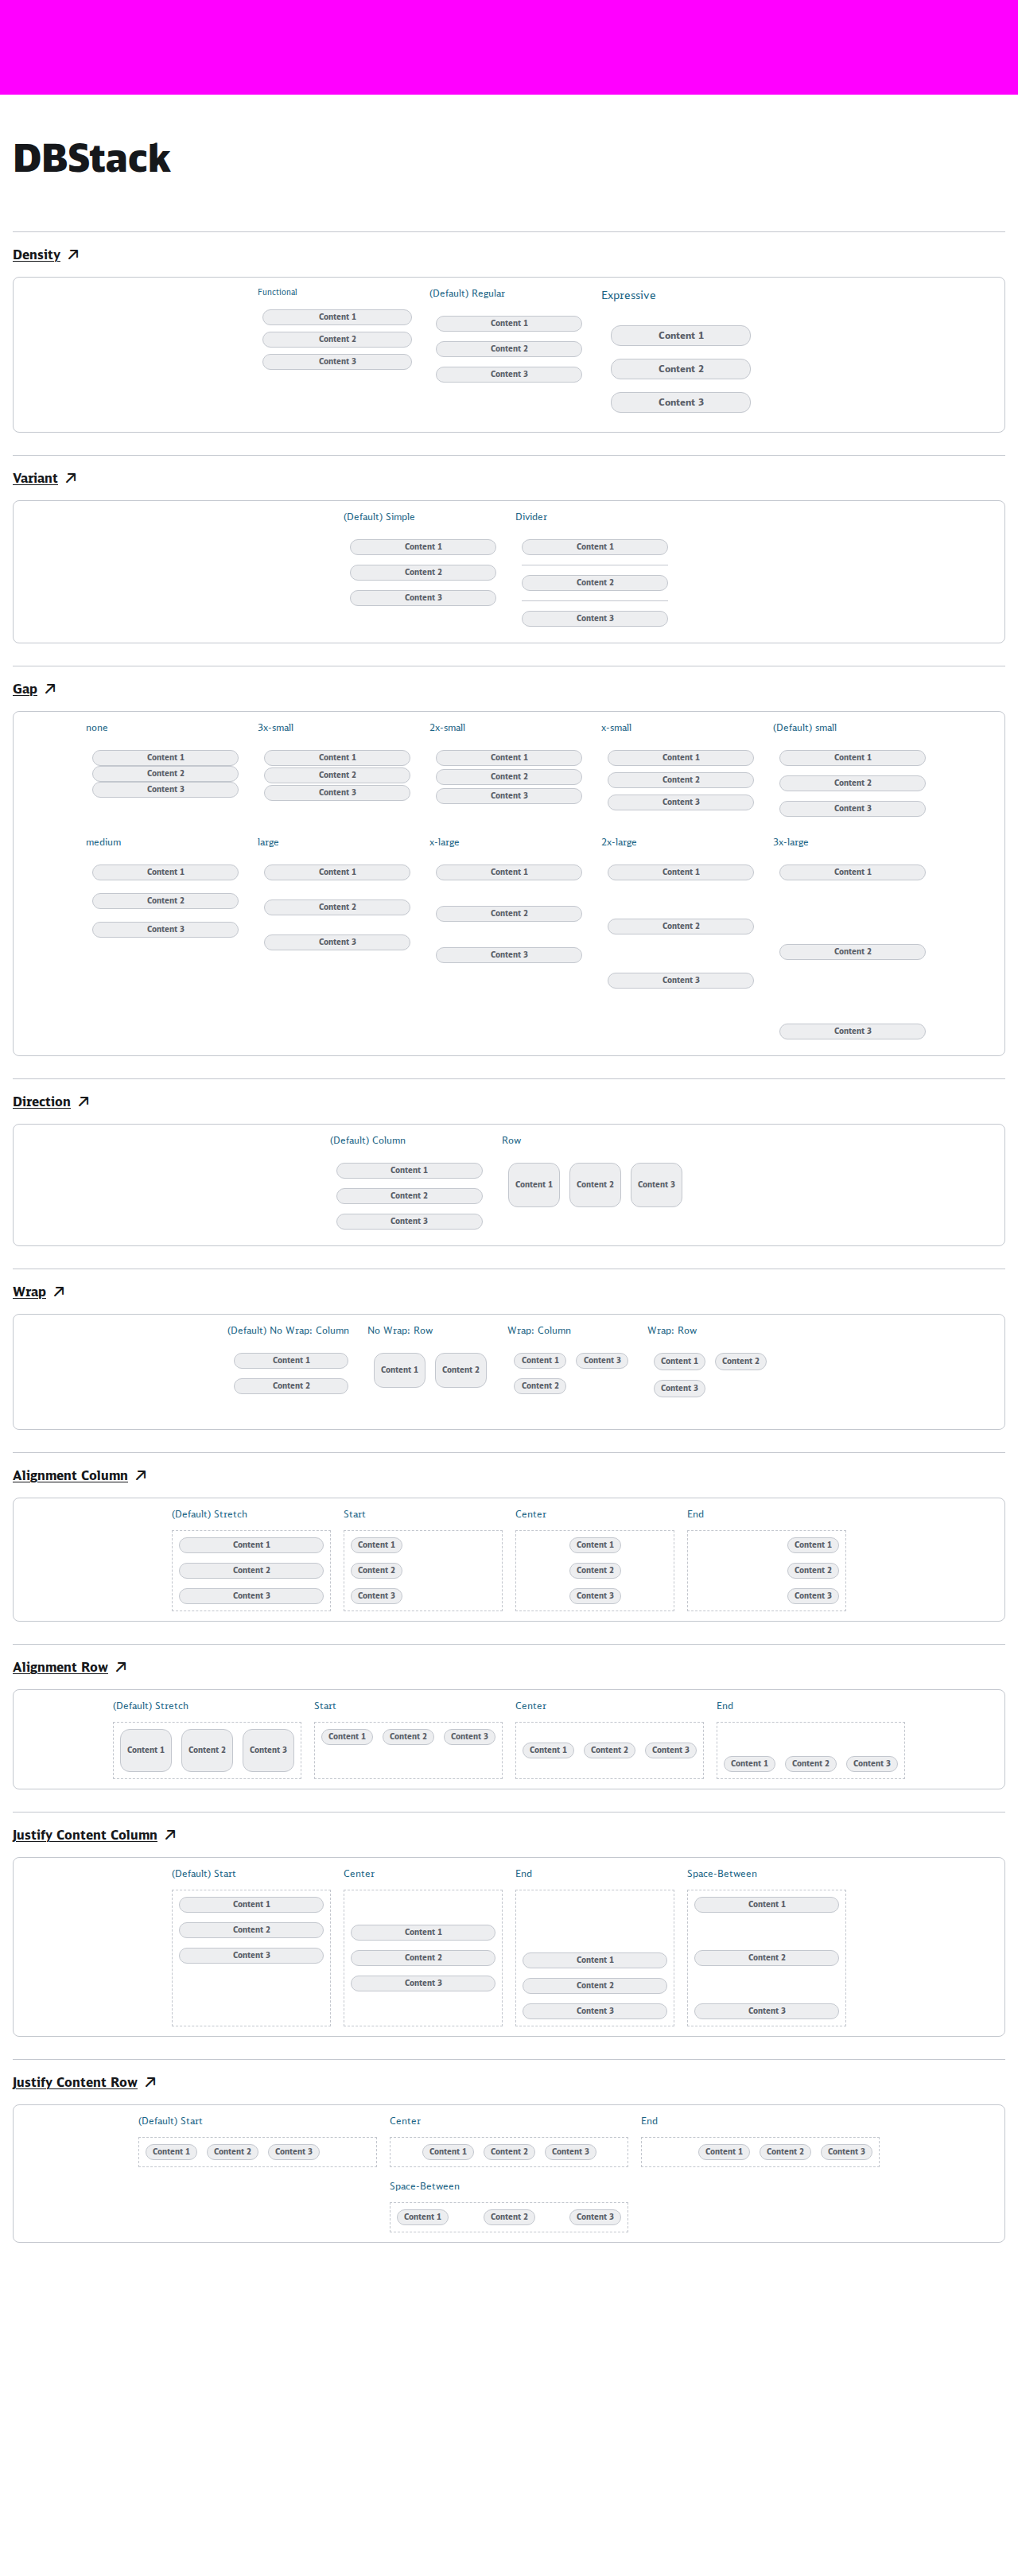 DBStack
Density
Functional (Default) Regular Expressive
Content 1 Content 1 Content 1
Content 2 Content 2 Content 2
Content 3 Content 3 Content 3
Variant
(Default) Simple Divider
Content 1 Content 1
Content 2 Content 2
Content 3 Content 3
Gap
none 3x-small 2x-small x-small (Default) small
Content 1 Content 1 Content 1 Content 1 Content 1
Content 2 Content 2 Content 2 Content 2 Content 2
Content 3 Content 3 Content 3 Content 3 Content 3
medium large x-large 2x-large 3x-large
Content 1 Content 1 Content 1 Content 1 Content 1
Content 2 Content 2 Content 2 Content 2 Content 2
Content 3 Content 3 Content 3 Content 3 Content 3
Direction
(Default) Column Row
Content 1 Content 1 Content 2 Content 3
Content 2
Content 3
Wrap
(Default) No Wrap: Column No Wrap: Row Wrap: Column Wrap: Row
Content 1 Content 1 Content 2 Content 1 Content 3 Content 1 Content 2
Content 2 Content 2 Content 3
Alignment Column
(Default) Stretch Start Center End
Content 1 Content 1 Content 1 Content 1
Content 2 Content 2 Content 2 Content 2
Content 3 Content 3 Content 3 Content 3
Alignment Row
(Default) Stretch Start Center End
Content 1 Content 2 Content 3 Content 1 Content 2 Content 3 Content 1 Content 2 Content 3 Content 1 Content 2 Content 3
Justify Content Column
(Default) Start Center End Space-Between
Content 1 Content 1 Content 1 Content 1
Content 2 Content 2 Content 2 Content 2
Content 3 Content 3 Content 3 Content 3
Justify Content Row
(Default) Start Center End
Content 1 Content 2 Content 3 Content 1 Content 2 Content 3 Content 1 Content 2 Content 3
Space-Between
Content 1 Content 2 Content 3